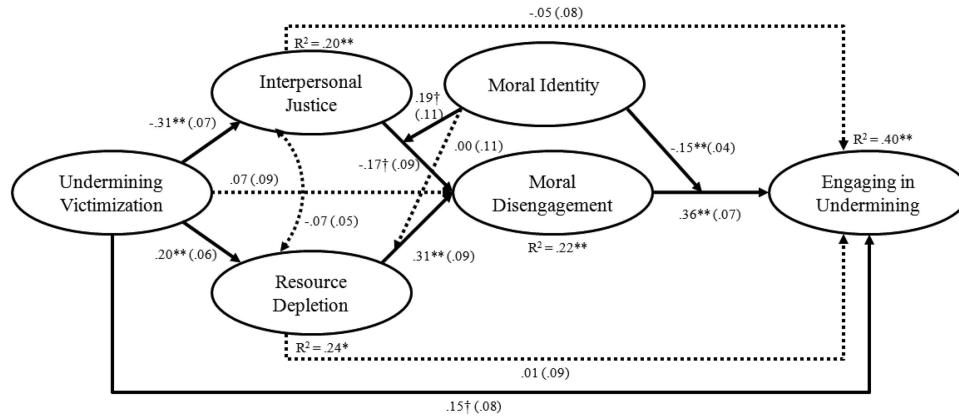 -.05 (.08)
R² = .20**
Interpersonal
Justice
Moral Identity
.19†
(.11)
-.31** (.07)
.00 (.11)
-.17† (.09)
-.15**(.04)
R² = .40**
Undermining
Victimization
.07 (.09)
Moral
Disengagement
Engaging in
Undermining
.36** (.07)
-.07 (.05)
.20** (.06)
.31** (.09)
R² = .22**
Resource
Depletion
R² = .24*
.01 (.09)
.15† (.08)